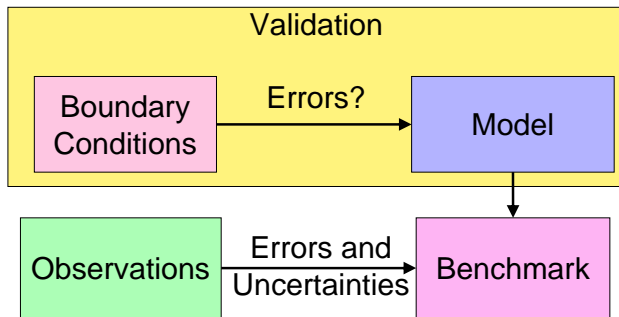 Validation
Boundary
Conditions
Errors?
Model
Observations
Errors and
Uncertainties
Benchmark